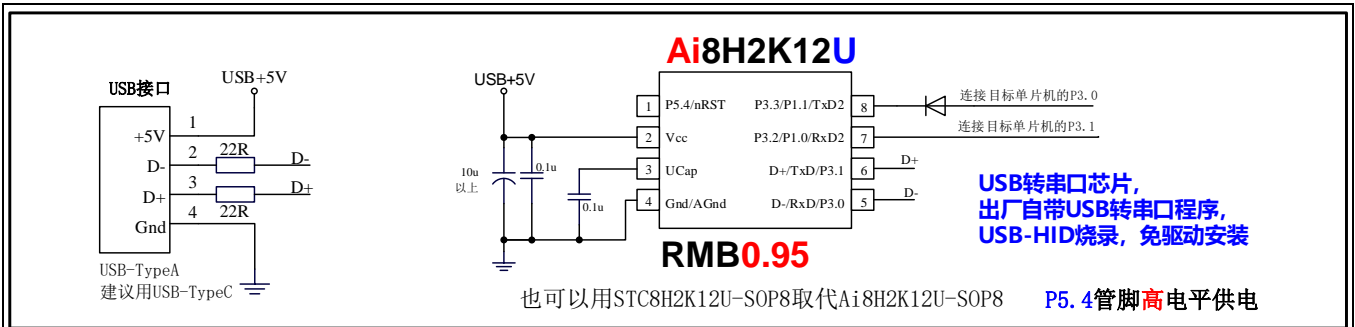 Ai8H2K12U
USB接口
USB+5V
+5V
1
D-
2
22R
D-
D+
3
22R
D+
Gnd
4
USB-TypeA
建议用USB-TypeC
USB+5V
10u
以上
0.1u
0.1u
1
P5.4/nRST
2
Vcc
3
UCap
4
Gnd/AGnd
P3.3/P1.1/TxD2
8
连接目标单片机的P3.0
P3.2/P1.0/RxD2
7
连接目标单片机的P3.1
D+/TxD/P3.1
6
D+
D-/RxD/P3.0
5
D-
RMB0.95
USB转串口芯片，
出厂自带USB转串口程序，
USB-HID烧录，免驱动安装
也可以用STC8H2K12U-SOP8取代Ai8H2K12U-SOP8
P5.4管脚高电平供电